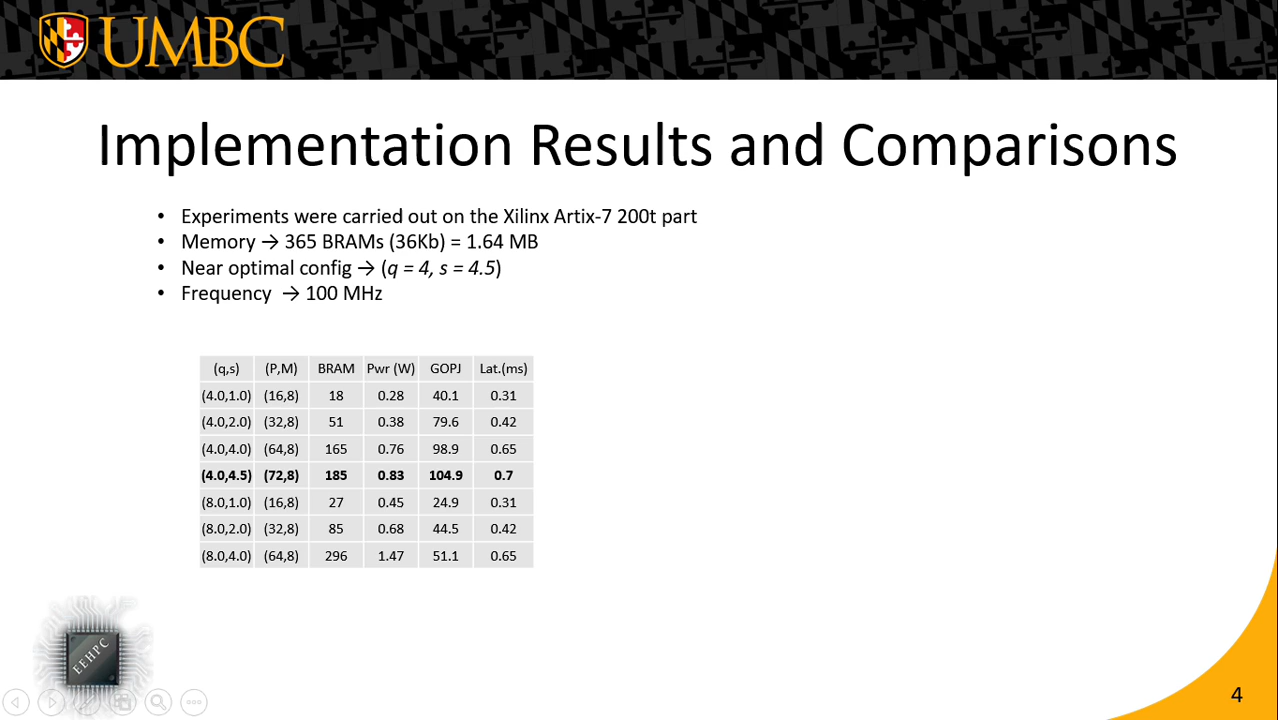 UMBC
Implementation Results and Comparisons
• Experiments were carried out on the Xilinx Artix-7 200t part
• Memory → 365 BRAMs (36Kb) = 1.64 MB
• Near optimal config → (q = 4, s = 4.5)
• Frequency → 100 MHz
(q,s) (P,M) BRAM Pwr (W) GOPJ Lat.(ms)
(4.0,1.0) (16,8) 18 0.28 40.1 0.31
(4.0,2.0) (32,8) 51 0.38 79.6 0.42
(4.0,4.0) (64,8) 165 0.76 98.9 0.65
(4.0,4.5) (72,8) 185 0.83 104.9 0.7
(8.0,1.0) (16,8) 27 0.45 24.9 0.31
(8.0,2.0) (32,8) 85 0.68 44.5 0.42
(8.0,4.0) (64,8) 296 1.47 51.1 0.65
EEHPC
4